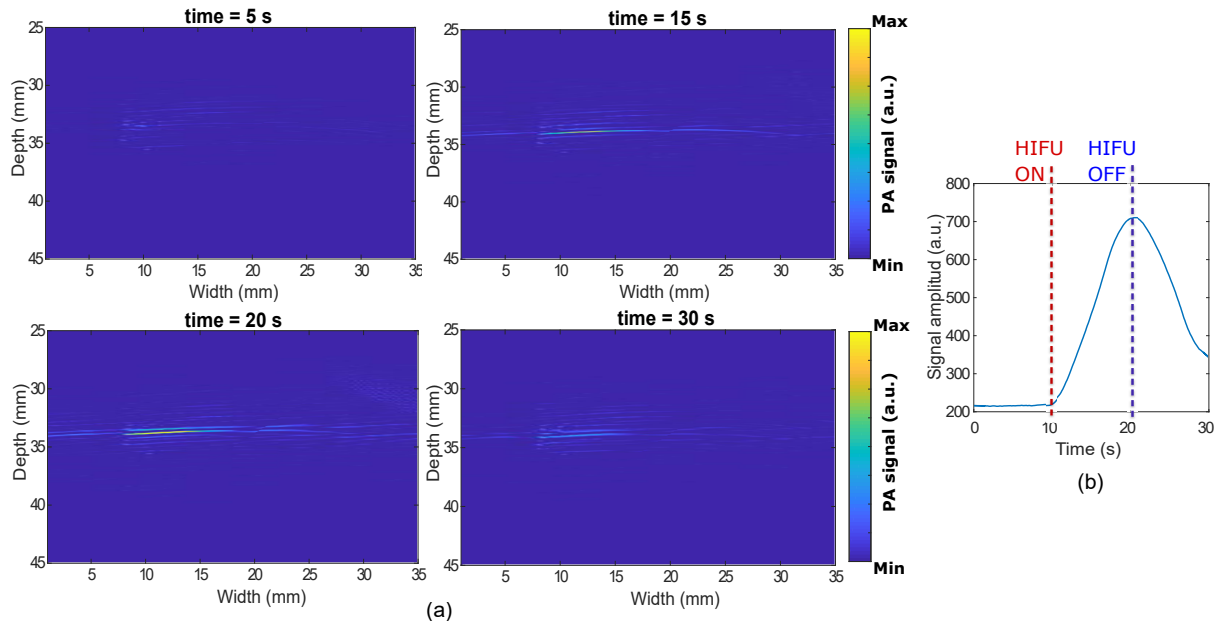 time = 5 s
25
30
35
40
45
Depth (mm)
5 10 15 20 25 30 35
Width (mm)
time = 15 s
25
30
35
40
45
Depth (mm)
5 10 15 20 25 30 35
Width (mm)
Max
PA signal (a.u.)
Min
time = 20 s
25
30
35
40
45
Depth (mm)
5 10 15 20 25 30 35
Width (mm)
time = 30 s
25
30
35
40
45
Depth (mm)
5 10 15 20 25 30 35
Width (mm)
Max
PA signal (a.u.)
Min
(a)
HIFU
ON
HIFU
OFF
800
700
600
500
400
300
200
Signal amplitud (a.u.)
0 10 20 30
Time (s)
(b)